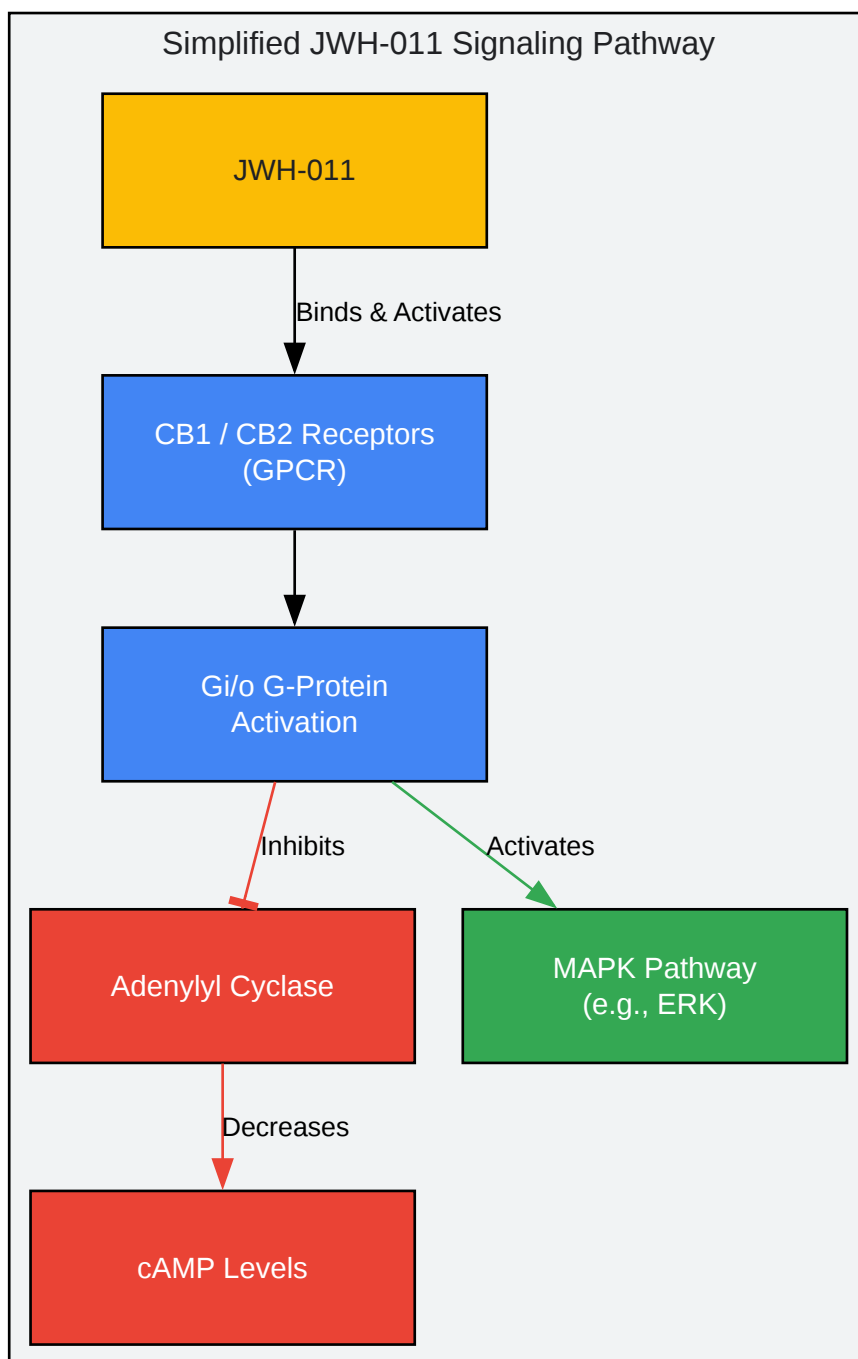 Simplified JWH-011 Signaling Pathway
JWH-011
Binds & Activates
CB1 / CB2 Receptors
(GPCR)
Gi/o G-Protein
Activation
Inhibits
Activates
Adenylyl Cyclase
MAPK Pathway
(e.g., ERK)
Decreases
cAMP Levels